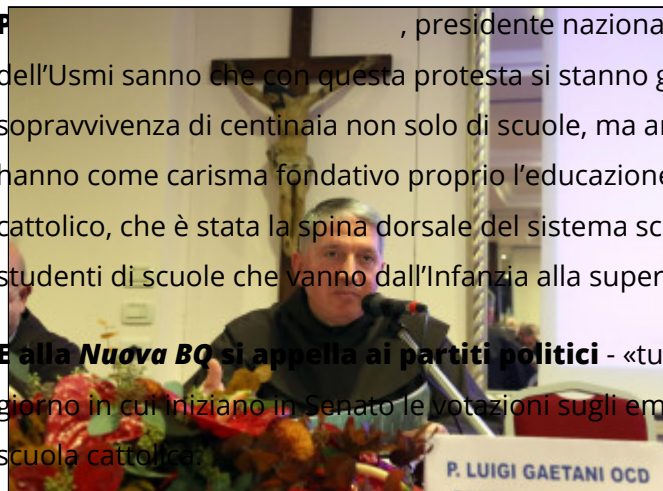 P , presidente naziona
dell'Usmi sanno che con questa protesta si stanno g
sopravvivenza di centinaia non solo di scuole, ma an
hanno come carisma fondativo proprio l'educazione
cattolico, che è stata la spina dorsale del sistema sc
studenti di scuole che vanno dall'Infanzia alla super
E alla Nuova BQ si appella ai partiti politici - «tu
giorno in cui iniziano in Senato le votazioni sugli em
scuola cattolica.
P. LUIGI GAETANI OCD